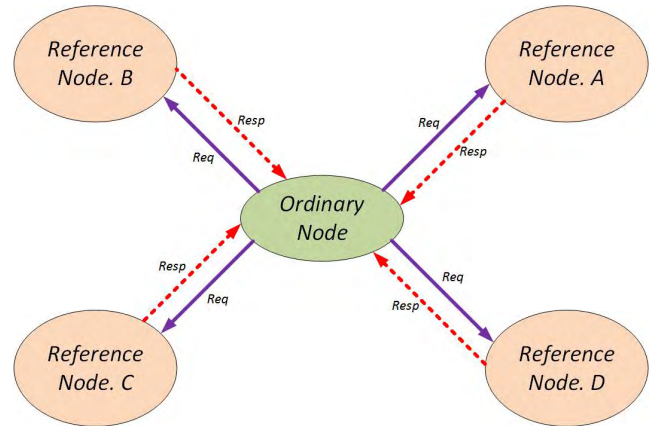 Reference
Node. B
Reference
Node. A
Resp
Req
Req
Resp
Ordinary
Node
Resp
Req
Req
Resp
Reference
Node. C
Reference
Node. D